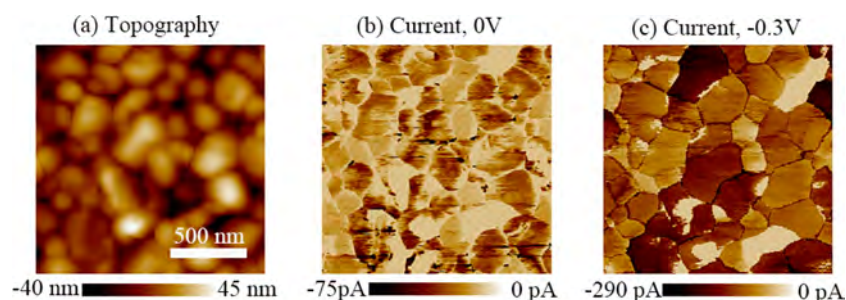 (a) Topography
(b) Current, 0V
(c) Current, -0.3V
500 nm
-40 nm
45 nm
-75pA
0 pA
-290 pA
0 pA